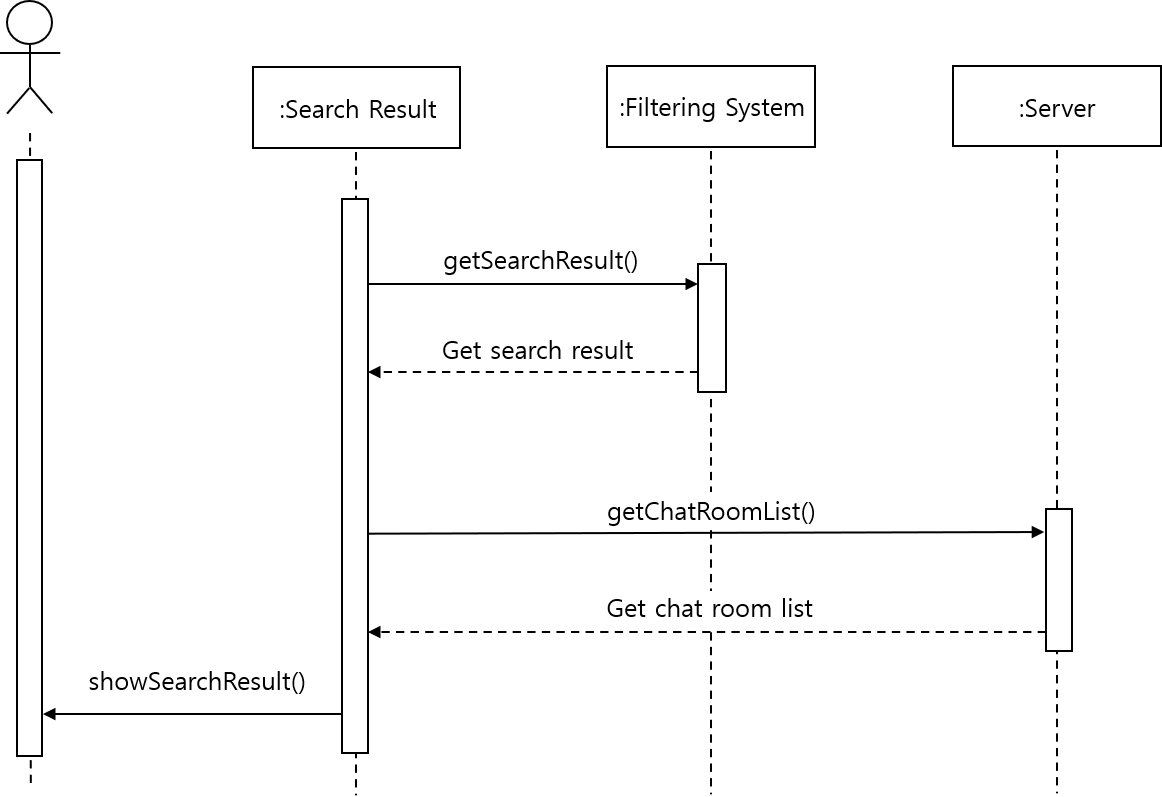 :Search Result
:Filtering System
:Server
getSearchResult()
Get search result
getChatRoomList()
Get chat room list
showSearchResult()